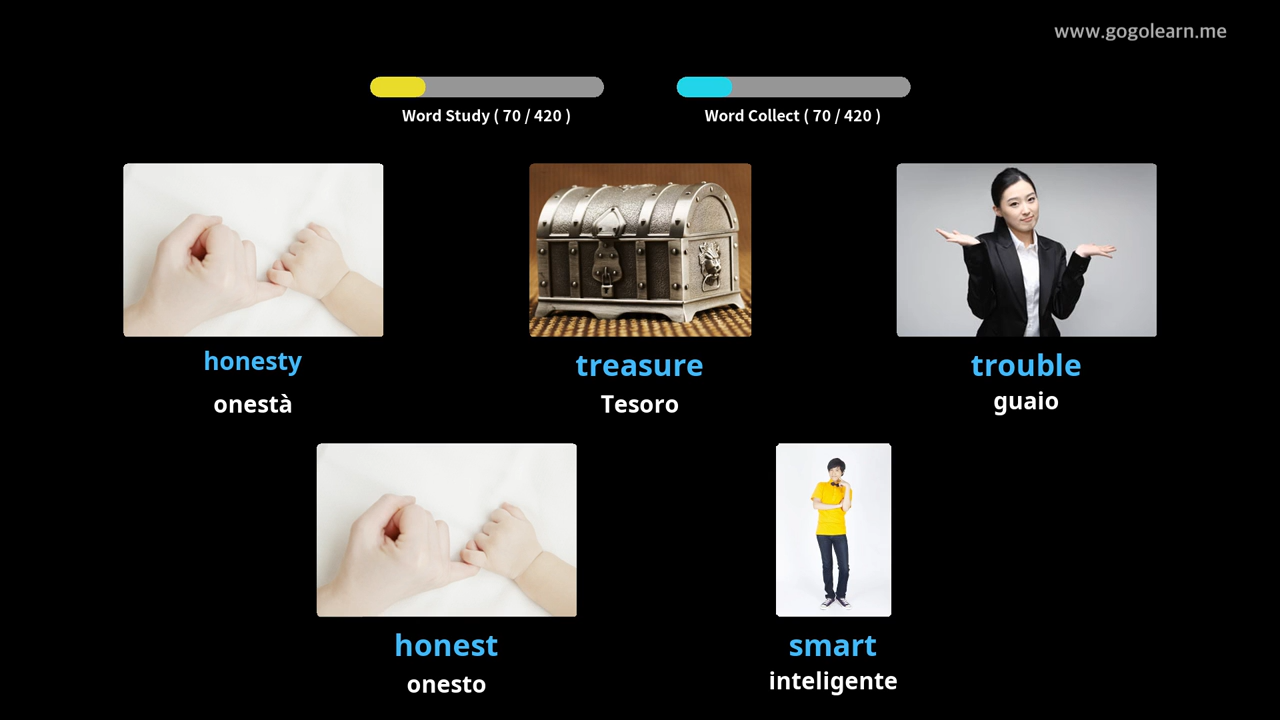 www.gogolearn.me
Word Study ( 70 / 420 )
Word Collect ( 70 / 420 )
honesty
onestà
treasure
Tesoro
trouble
guaio
honest
onesto
smart
inteligente